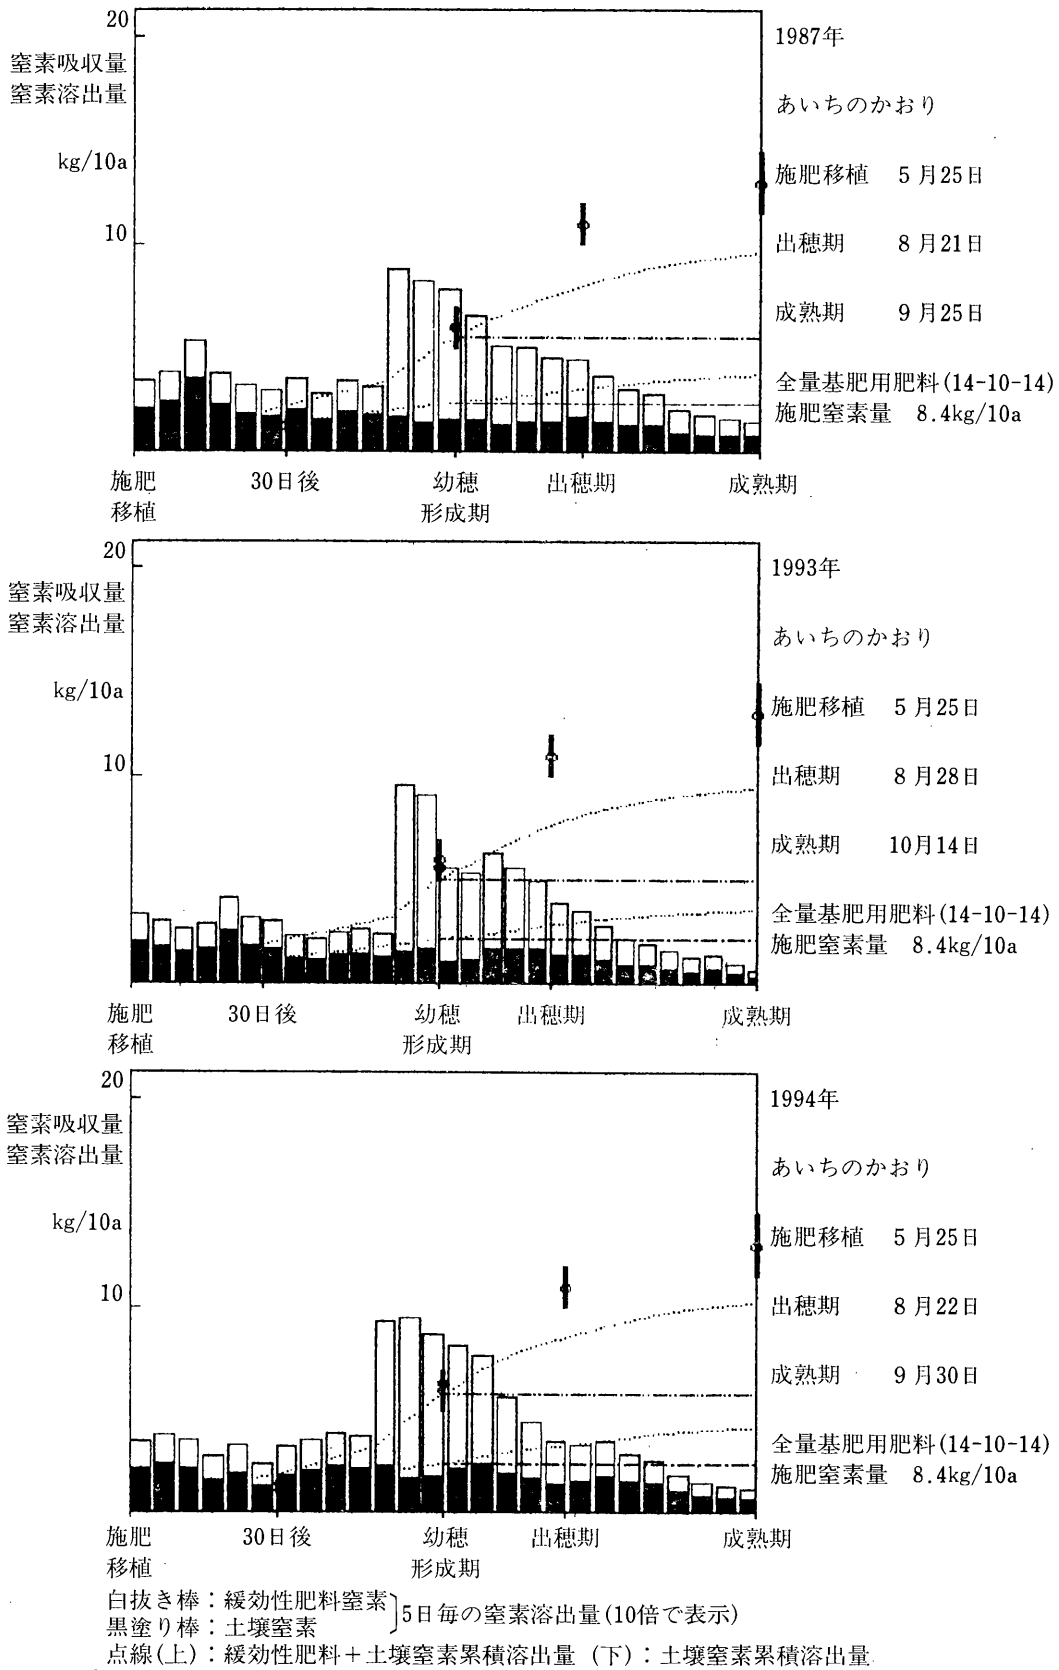 20
1987年
窒素吸収量
窒素溶出量
あいちのかおり
kg/10a
施肥移植 5月25日
10
出穂期 8月21日
成熟期 9月25日
全量基肥用肥料(14-10-14)
施肥窒素量 8.4kg/10a
施肥 30日後 幼穂 出穂期 成熟期
移植 形成期
20
1993年
窒素吸収量
窒素溶出量
あいちのかおり
kg/10a
施肥移植 5月25日
10
出穂期 8月28日
成熟期 10月14日
全量基肥用肥料(14-10-14)
施肥窒素量 8.4kg/10a
施肥 30日後 幼穂 出穂期 成熟期
移植 形成期
20
1994年
窒素吸収量
窒素溶出量
あいちのかおり
kg/10a
施肥移植 5月25日
10
出穂期 8月22日
成熟期 9月30日
全量基肥用肥料(14-10-14)
施肥窒素量 8.4kg/10a
施肥 30日後 幼穂 出穂期 成熟期
移植 形成期
白抜き棒：緩効性肥料窒素
黒塗り棒：土壌窒素
5日毎の窒素溶出量(10倍で表示)
点線(上)：緩効性肥料＋土壌窒素累積溶出量 (下)：土壌窒素累積溶出量